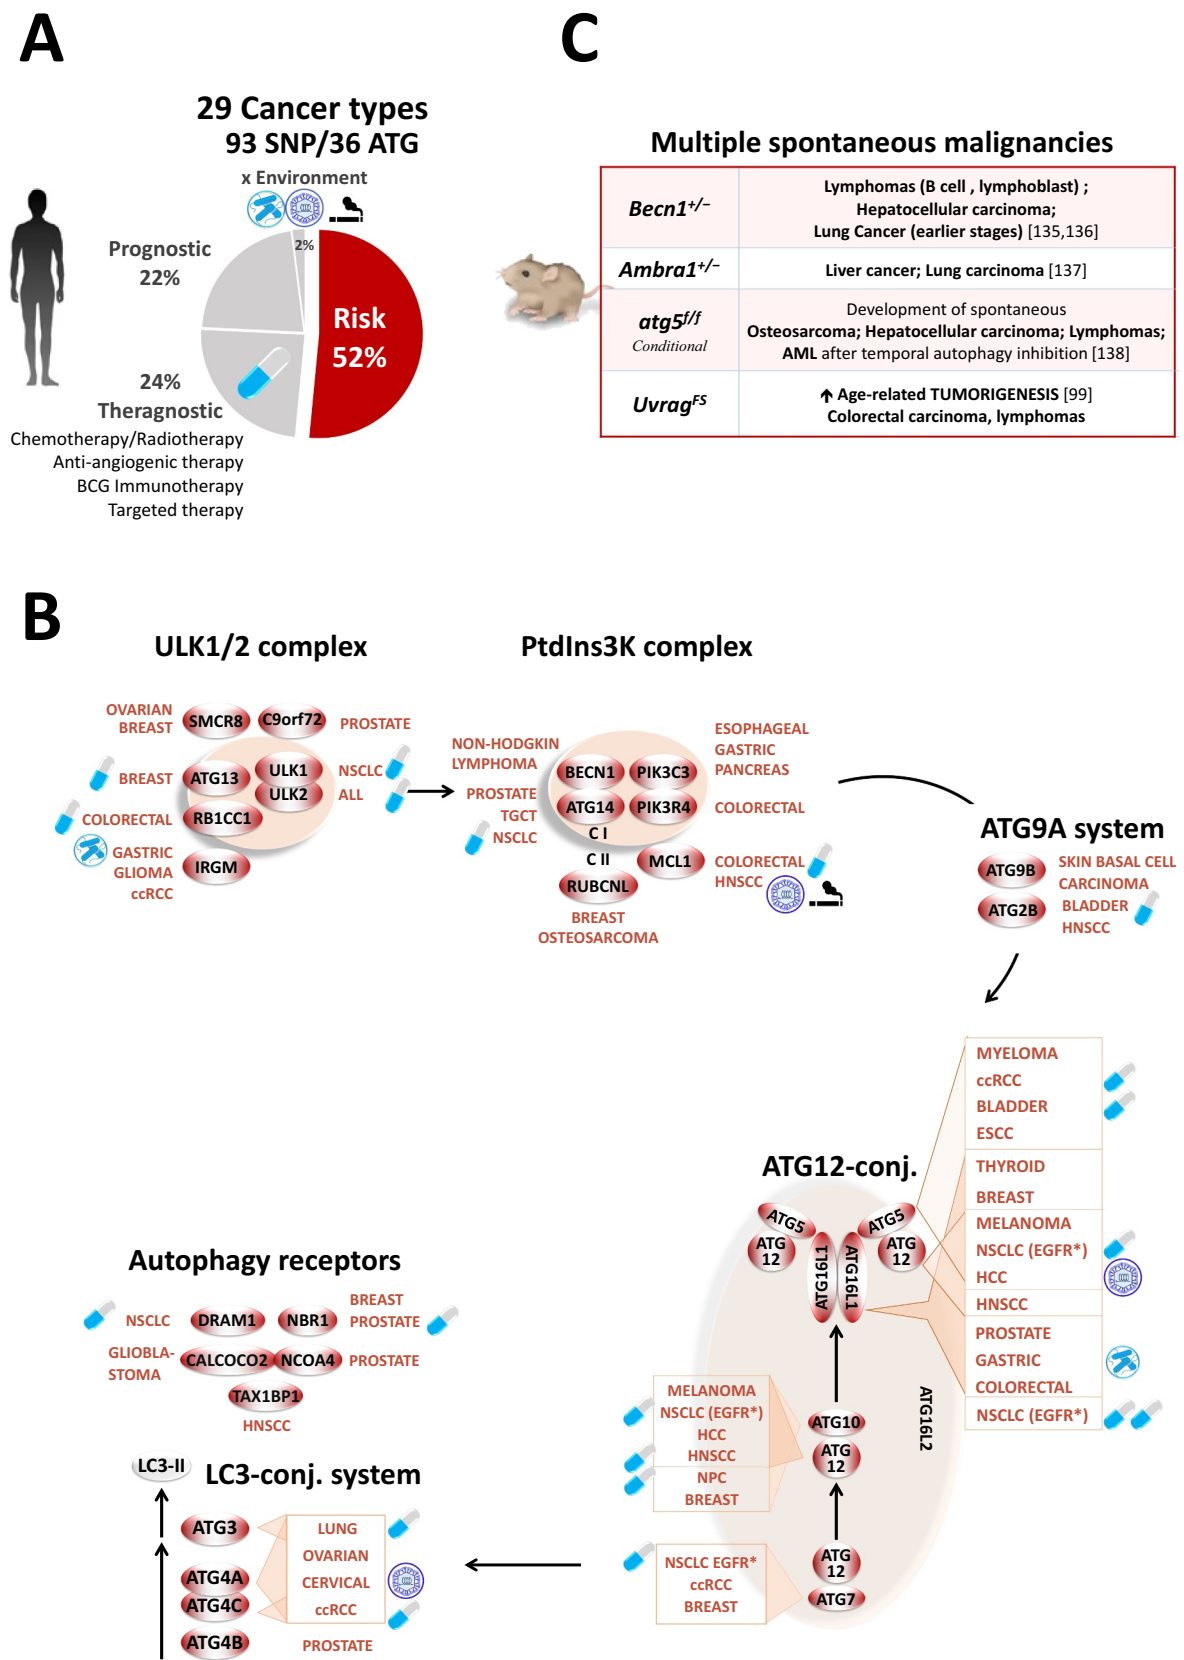 A
29 Cancer types
93 SNP/36 ATG
x Environment
2%
Prognostic
22%
Risk
52%
24%
Theragnostic
Chemotherapy/Radiotherapy
Anti-angiogenic therapy
BCG Immunotherapy
Targeted therapy
C
Multiple spontaneous malignancies
Becn1+/−
Lymphomas (B cell , lymphoblast) ;
Hepatocellular carcinoma;
Lung Cancer (earlier stages) [135,136]
Ambra1+/−
Liver cancer; Lung carcinoma [137]
atg5f/f
Conditional
Development of spontaneous
Osteosarcoma; Hepatocellular carcinoma; Lymphomas;
AML after temporal autophagy inhibition [138]
UvragFS
↑ Age-related TUMORIGENESIS [99]
Colorectal carcinoma, lymphomas
B
ULK1/2 complex
OVARIAN
BREAST
SMCR8
C9orf72
PROSTATE
BREAST
ATG13
ULK1
ULK2
NSCLC
ALL
COLORECTAL
RB1CC1
GASTRIC
GLIOMA
ccRCC
IRGM
PtdIns3K complex
NON-HODGKIN
LYMPHOMA
BECN1
PIK3C3
ESOPHAGEAL
GASTRIC
PANCREAS
PROSTATE
TGCT
NSCLC
ATG14
PIK3R4
COLORECTAL
C I
C II
MCL1
COLORECTAL
HNSCC
RUBCNL
BREAST
OSTEOSARCOMA
ATG9A system
ATG9B
SKIN BASAL CELL
CARCINOMA
ATG2B
BLADDER
HNSCC
MYELOMA
ccRCC
BLADDER
ESCC
THYROID
BREAST
MELANOMA
NSCLC (EGFR*)
HCC
HNSCC
PROSTATE
GASTRIC
COLORECTAL
NSCLC (EGFR*)
ATG12-conj.
ATG5
ATG
12
ATG16L1
ATG16L1
ATG5
ATG
12
ATG16L2
MELANOMA
NSCLC (EGFR*)
HCC
HNSCC
NPC
BREAST
ATG10
ATG
12
NSCLC EGFR*
ccRCC
BREAST
ATG
12
ATG7
Autophagy receptors
NSCLC
DRAM1
NBR1
BREAST
PROSTATE
GLIOBLA-
STOMA
CALCOCO2
NCOA4
PROSTATE
TAX1BP1
HNSCC
LC3-II
LC3-conj. system
ATG3
ATG4A
ATG4C
ATG4B
LUNG
OVARIAN
CERVICAL
ccRCC
PROSTATE